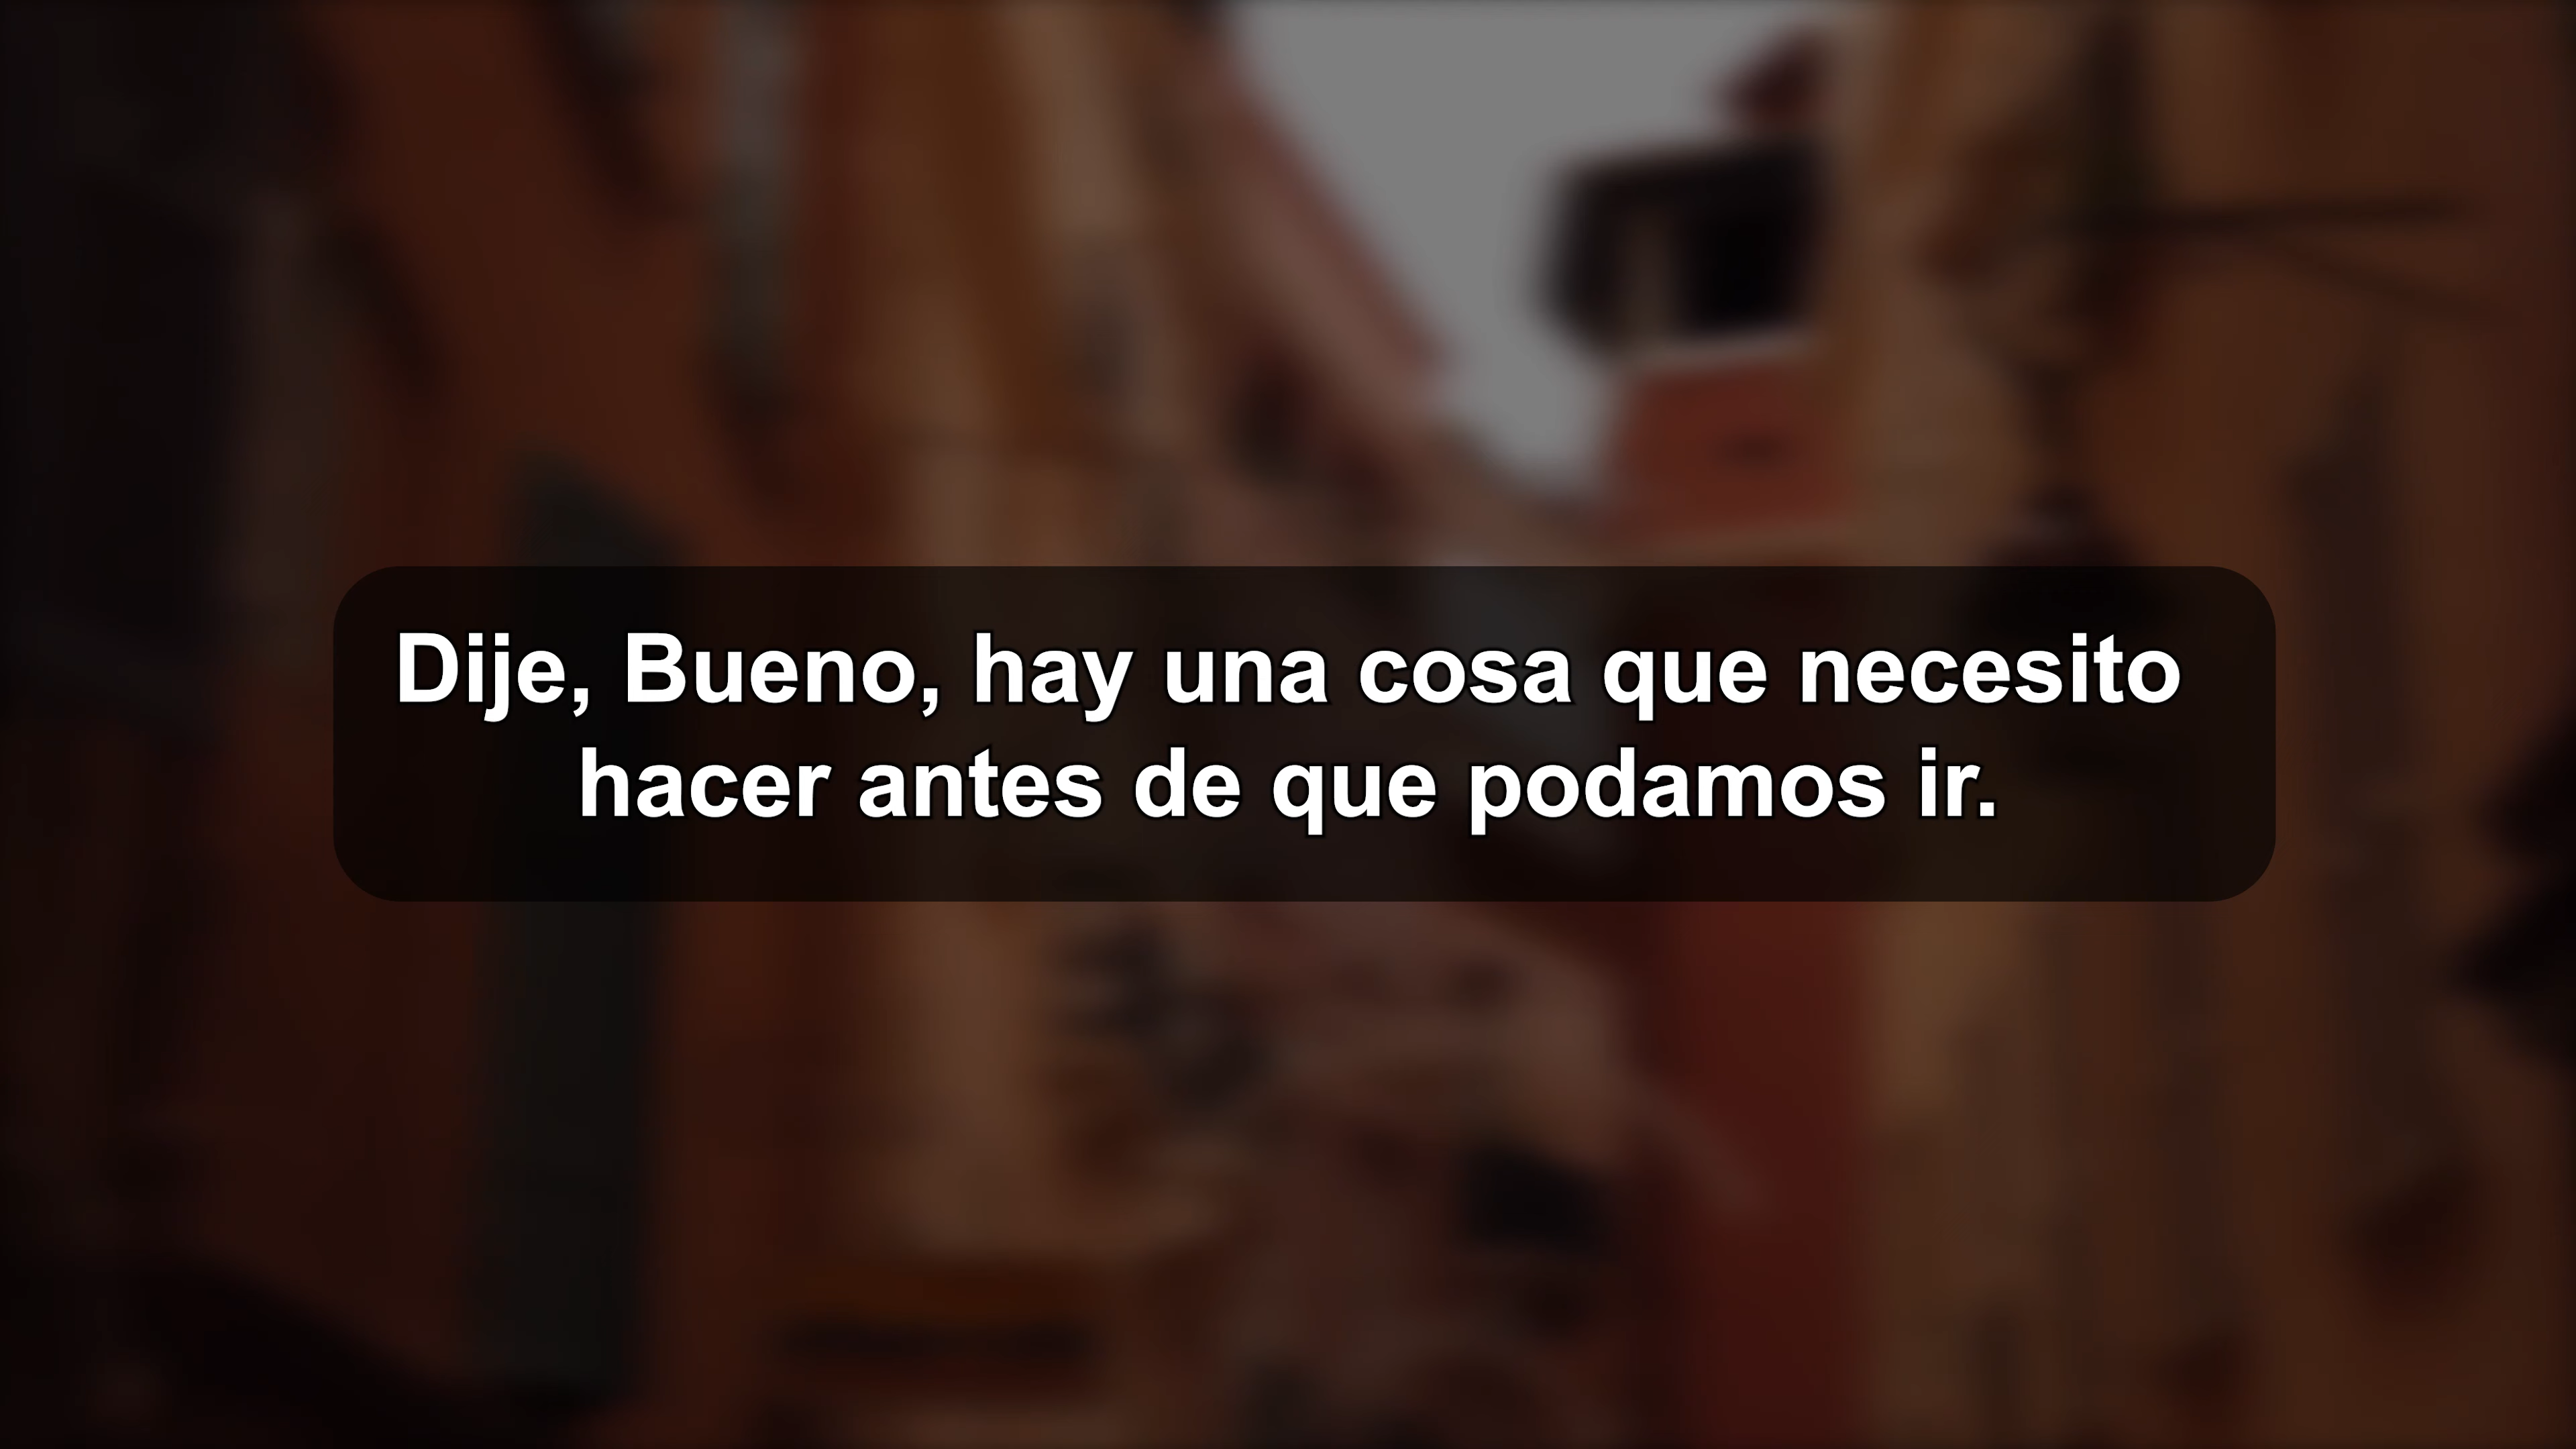 Dije, Bueno, hay una cosa que necesito
hacer antes de que podamos ir.